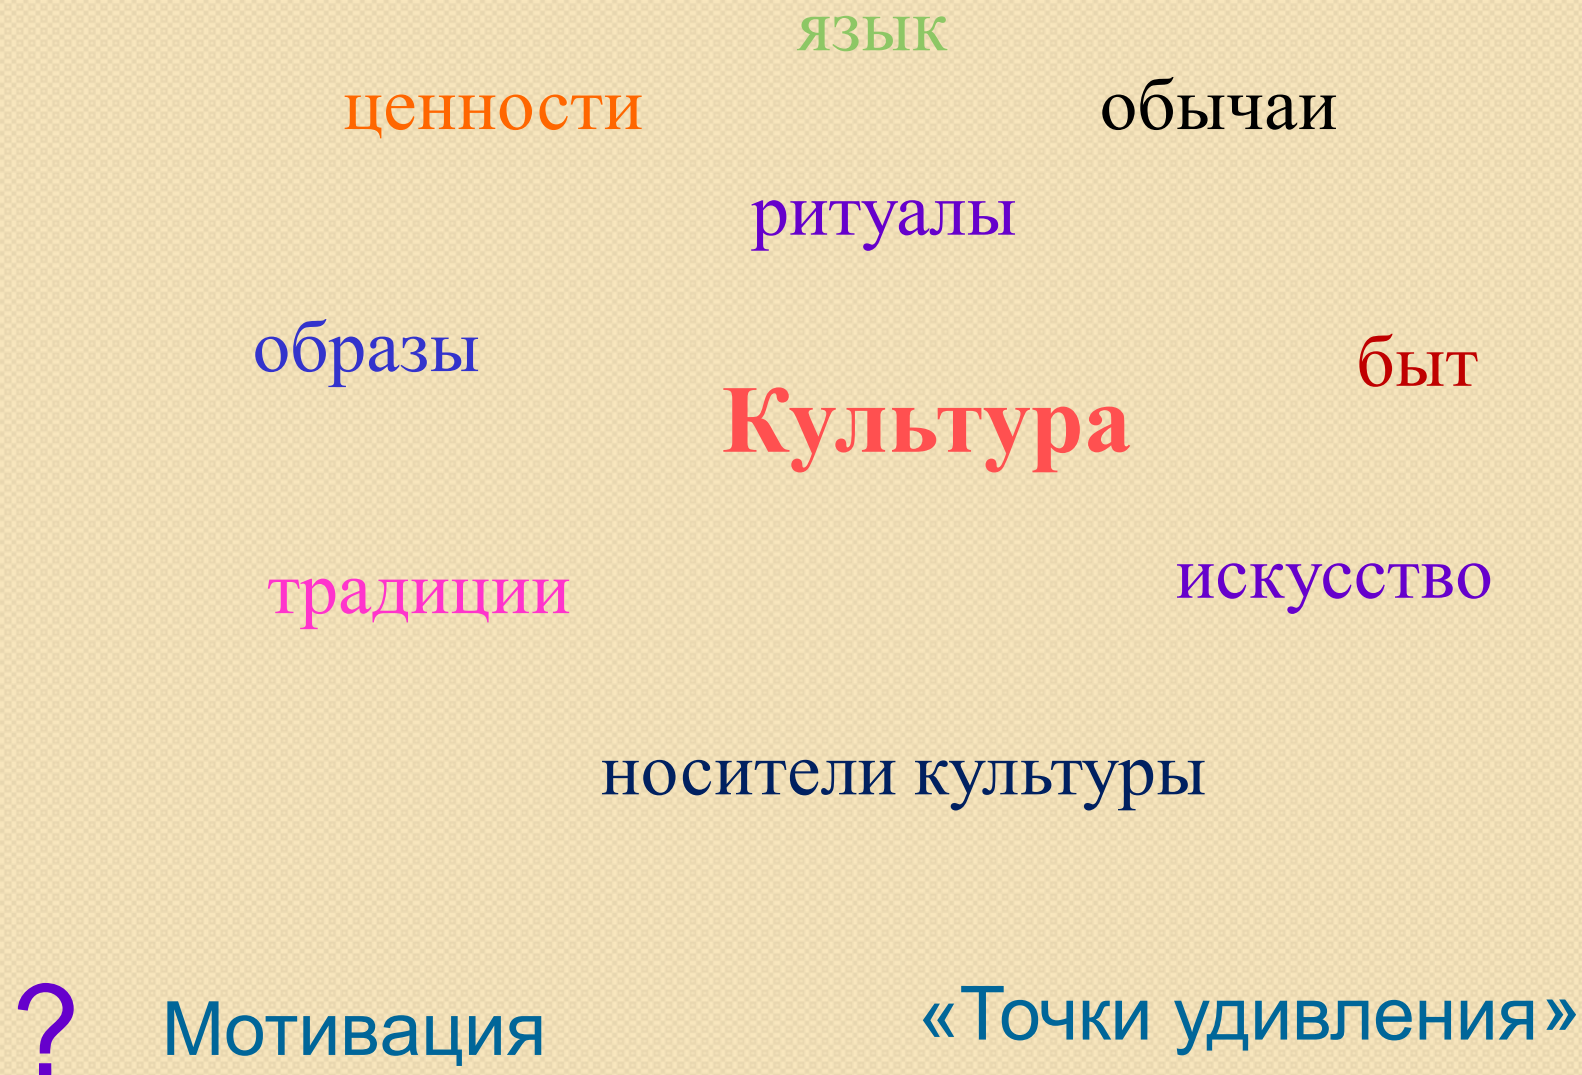 язык
ценности
обычаи
ритуалы
образы
быт
Культура
традиции
искусство
носители культуры
? Мотивация
«Точки удивления»